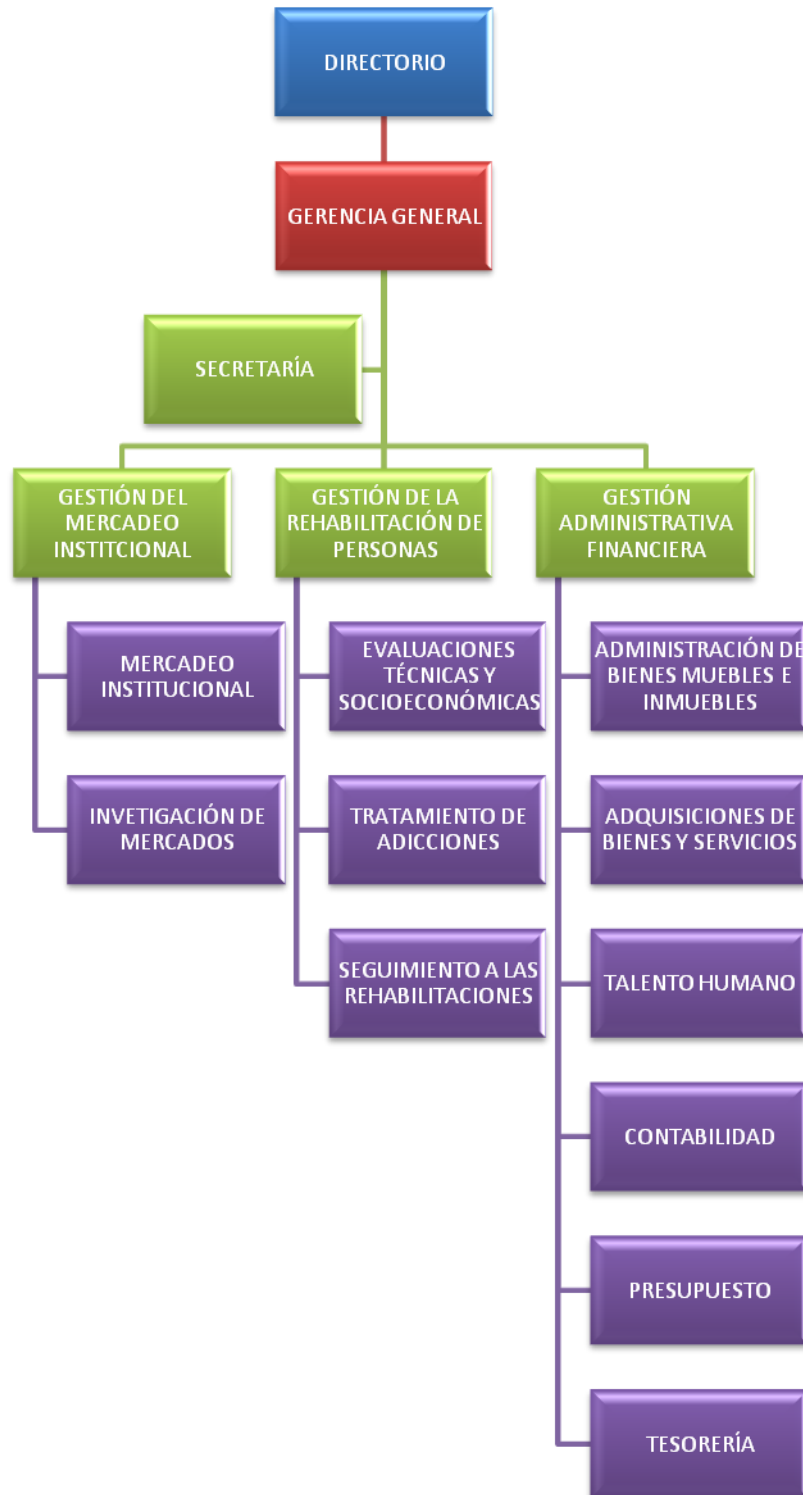 DIRECTORIO
GERENCIA GENERAL
SECRETARÍA
GESTIÓN DEL
MERCADEO
INSTITCIONAL
GESTIÓN DE LA
REHABILITACIÓN DE
PERSONAS
GESTIÓN
ADMINISTRATIVA
FINANCIERA
MERCADEO
INSTITUCIONAL
INVETIGACIÓN DE
MERCADOS
EVALUACIONES
TÉCNICAS Y
SOCIOECONÓMICAS
TRATAMIENTO DE
ADICCIONES
SEGUIMIENTO A LAS
REHABILITACIONES
ADMINISTRACIÓN DE
BIENES MUEBLES E
INMUEBLES
ADQUISICIONES DE
BIENES Y SERVICIOS
TALENTO HUMANO
CONTABILIDAD
PRESUPUESTO
TESORERÍA